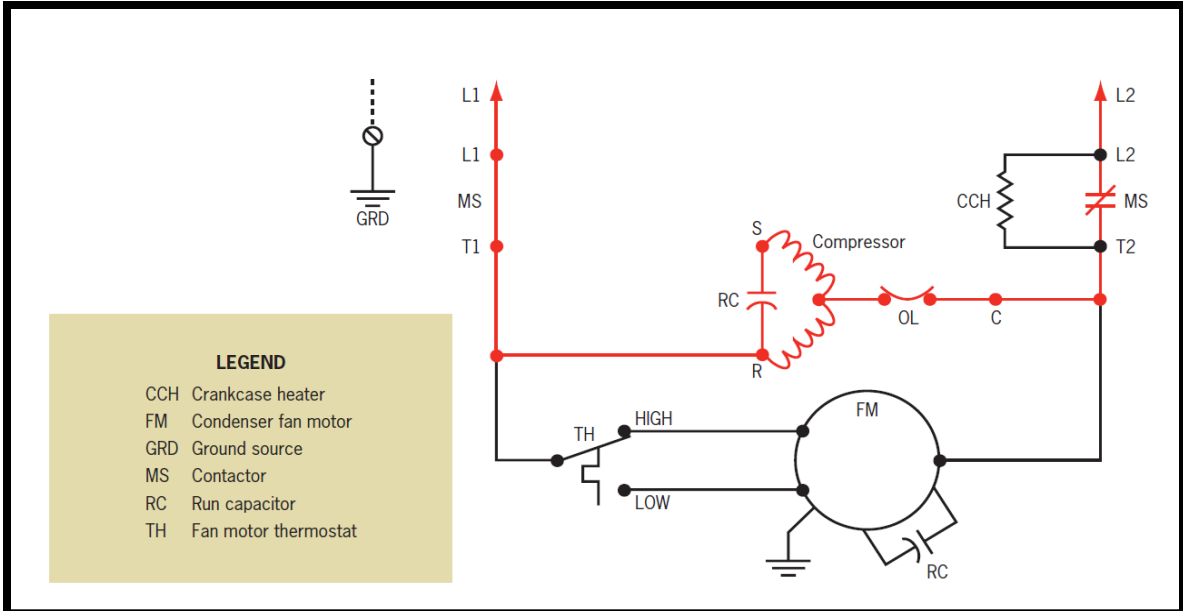 L1
L2
L1
L2
MS
CCH
MS
GRD
T1
S
Compressor
T2
RC
OL
C
R
LEGEND
CCH Crankcase heater
FM Condenser fan motor
GRD Ground source
MS Contactor
RC Run capacitor
TH Fan motor thermostat
TH
HIGH
FM
LOW
RC